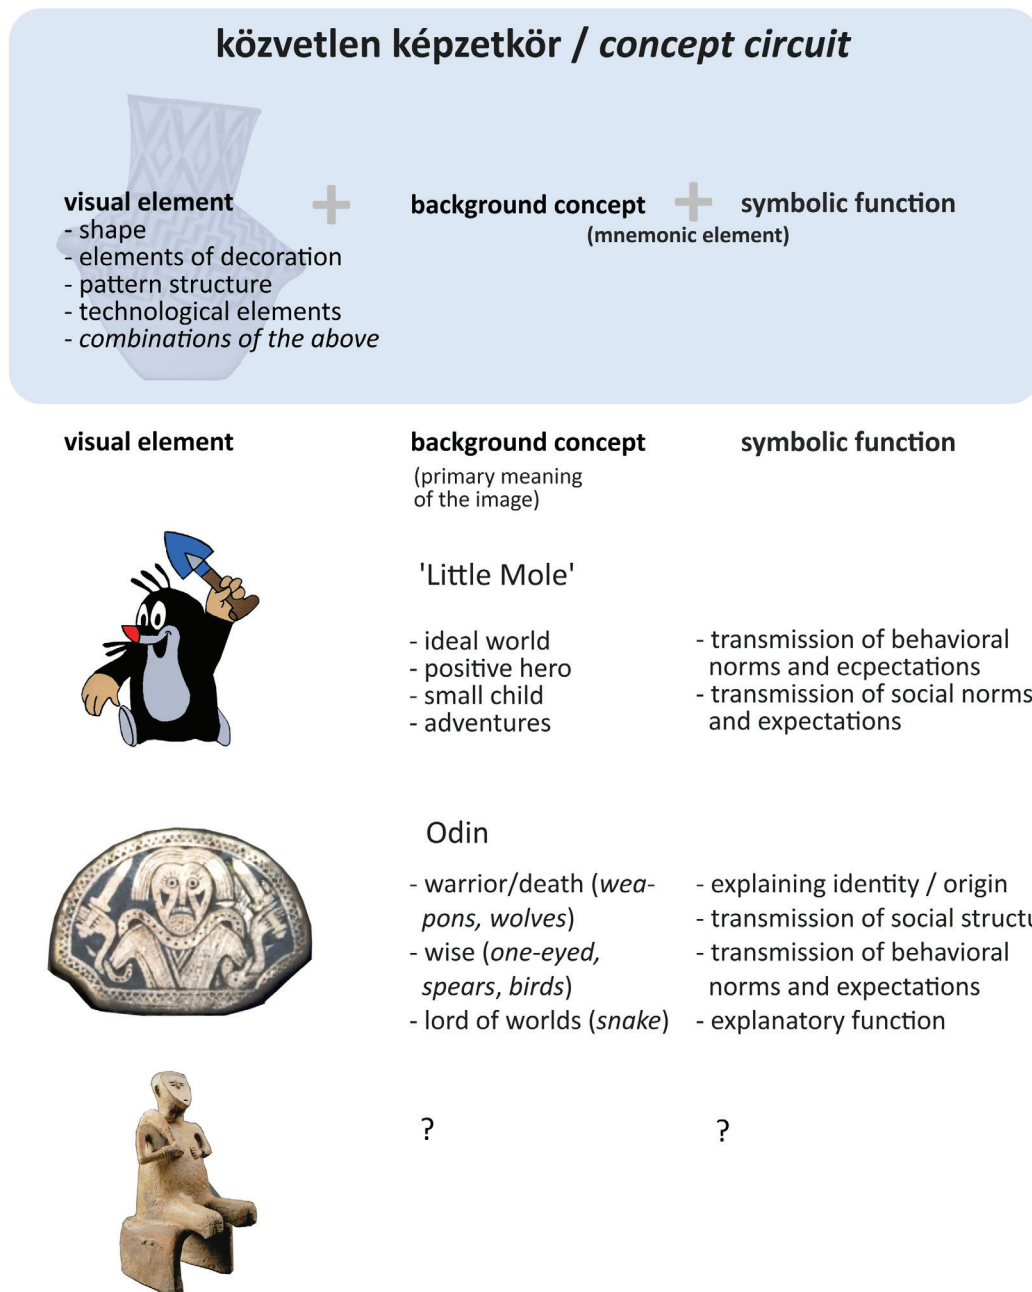 közvetlen képzetkör / concept circuit
visual element
- shape
- elements of decoration
- pattern structure
- technological elements
- combinations of the above
+
background concept
+
symbolic function
(mnemonic element)
visual element
background concept
symbolic function
(primary meaning
of the image)
'Little Mole'
- ideal world
- positive hero
- small child
- adventures
- transmission of behavioral
norms and ecpectations
- transmission of social norms
and expectations
Odin
- warrior/death (wea-
pons, wolves)
- wise (one-eyed,
spears, birds)
- lord of worlds (snake)
- explaining identity / origin
- transmission of social structu
- transmission of behavioral
norms and expectations
- explanatory function
?
?